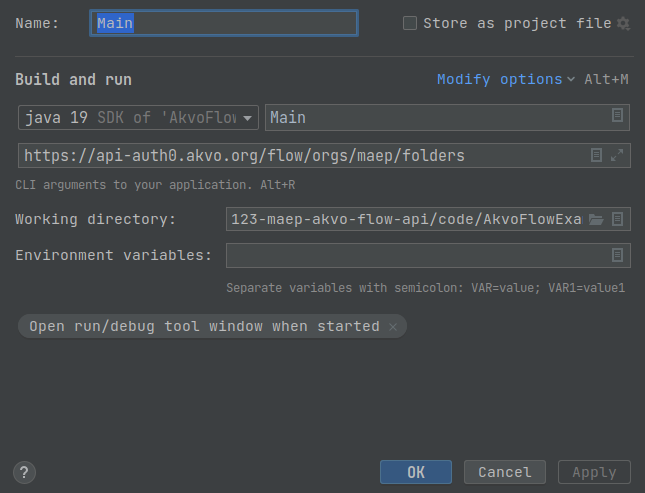 Name: Main Store as project file
Build and run Modify options Alt+M
java 19 SDK of 'AkvoFlow Main
https://api-auth0.akvo.org/flow/orgs/maep/folders
CLI arguments to your application. Alt+R
Working directory: 123-maep-akvo-flow-api/code/AkvoFlowExa
Environment variables:
Separate variables with semicolon: VAR=value; VAR1=value1
Open run/debug tool window when started ×
? OK Cancel Apply